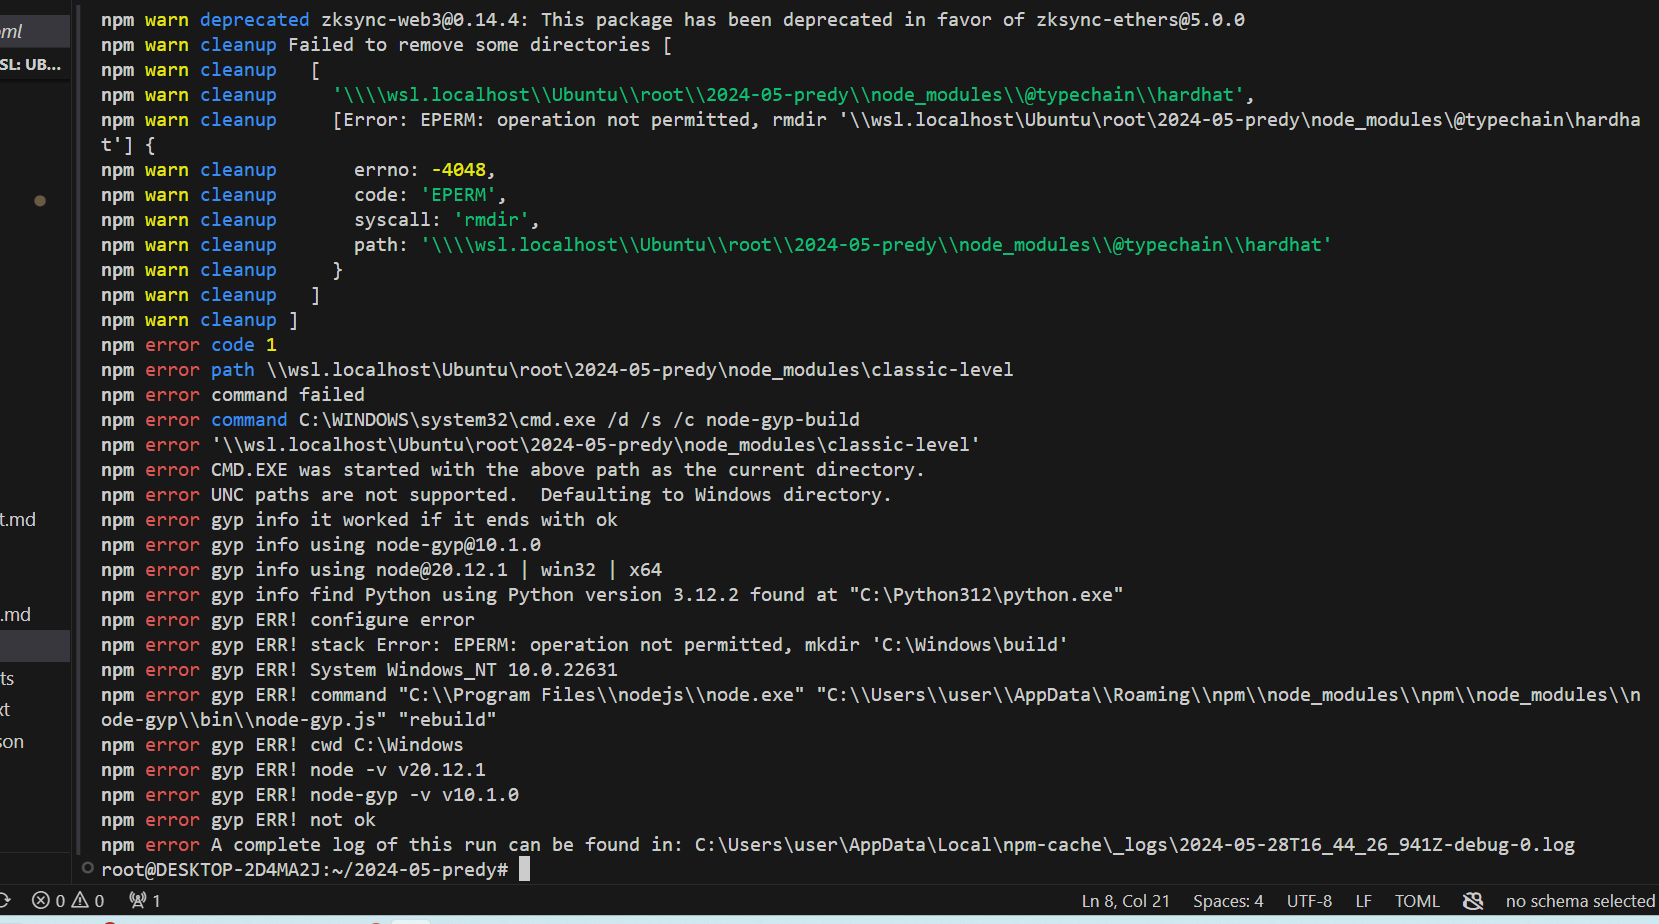 npm warn deprecated zksync-web3@0.14.4: This package has been deprecated in favor of zksync-ethers@5.0.0
ml
npm warn cleanup Failed to remove some directories [
SL: UB...
npm warn cleanup   [
npm warn cleanup     '\\\\wsl.localhost\\Ubuntu\\root\\2024-05-predy\\node_modules\\@typechain\\hardhat',
npm warn cleanup     [Error: EPERM: operation not permitted, rmdir '\\wsl.localhost\Ubuntu\root\2024-05-predy\node_modules\@typechain\hardha
t'] {
npm warn cleanup       errno: -4048,
npm warn cleanup       code: 'EPERM',
npm warn cleanup       syscall: 'rmdir',
npm warn cleanup       path: '\\\\wsl.localhost\\Ubuntu\\root\\2024-05-predy\\node_modules\\@typechain\\hardhat'
npm warn cleanup     }
npm warn cleanup   ]
npm warn cleanup ]
npm error code 1
npm error path \\wsl.localhost\Ubuntu\root\2024-05-predy\node_modules\classic-level
npm error command failed
npm error command C:\WINDOWS\system32\cmd.exe /d /s /c node-gyp-build
npm error '\\wsl.localhost\Ubuntu\root\2024-05-predy\node_modules\classic-level'
npm error CMD.EXE was started with the above path as the current directory.
npm error UNC paths are not supported.  Defaulting to Windows directory.
npm error gyp info it worked if it ends with ok
t.md
npm error gyp info using node-gyp@10.1.0
npm error gyp info using node@20.12.1 | win32 | x64
npm error gyp info find Python using Python version 3.12.2 found at "C:\Python312\python.exe"
.md
npm error gyp ERR! configure error
npm error gyp ERR! stack Error: EPERM: operation not permitted, mkdir 'C:\Windows\build'
npm error gyp ERR! System Windows_NT 10.0.22631
ts
npm error gyp ERR! command "C:\\Program Files\\nodejs\\node.exe" "C:\\Users\\user\\AppData\\Roaming\\npm\\node_modules\\npm\\node_modules\\n
xt
ode-gyp\\bin\\node-gyp.js" "rebuild"
son
npm error gyp ERR! cwd C:\Windows
npm error gyp ERR! node -v v20.12.1
npm error gyp ERR! node-gyp -v v10.1.0
npm error gyp ERR! not ok
npm error A complete log of this run can be found in: C:\Users\user\AppData\Local\npm-cache\_logs\2024-05-28T16_44_26_941Z-debug-0.log
root@DESKTOP-2D4MA2J:~/2024-05-predy#
0 0 1 Ln 8, Col 21 Spaces: 4 UTF-8 LF TOML no schema selected